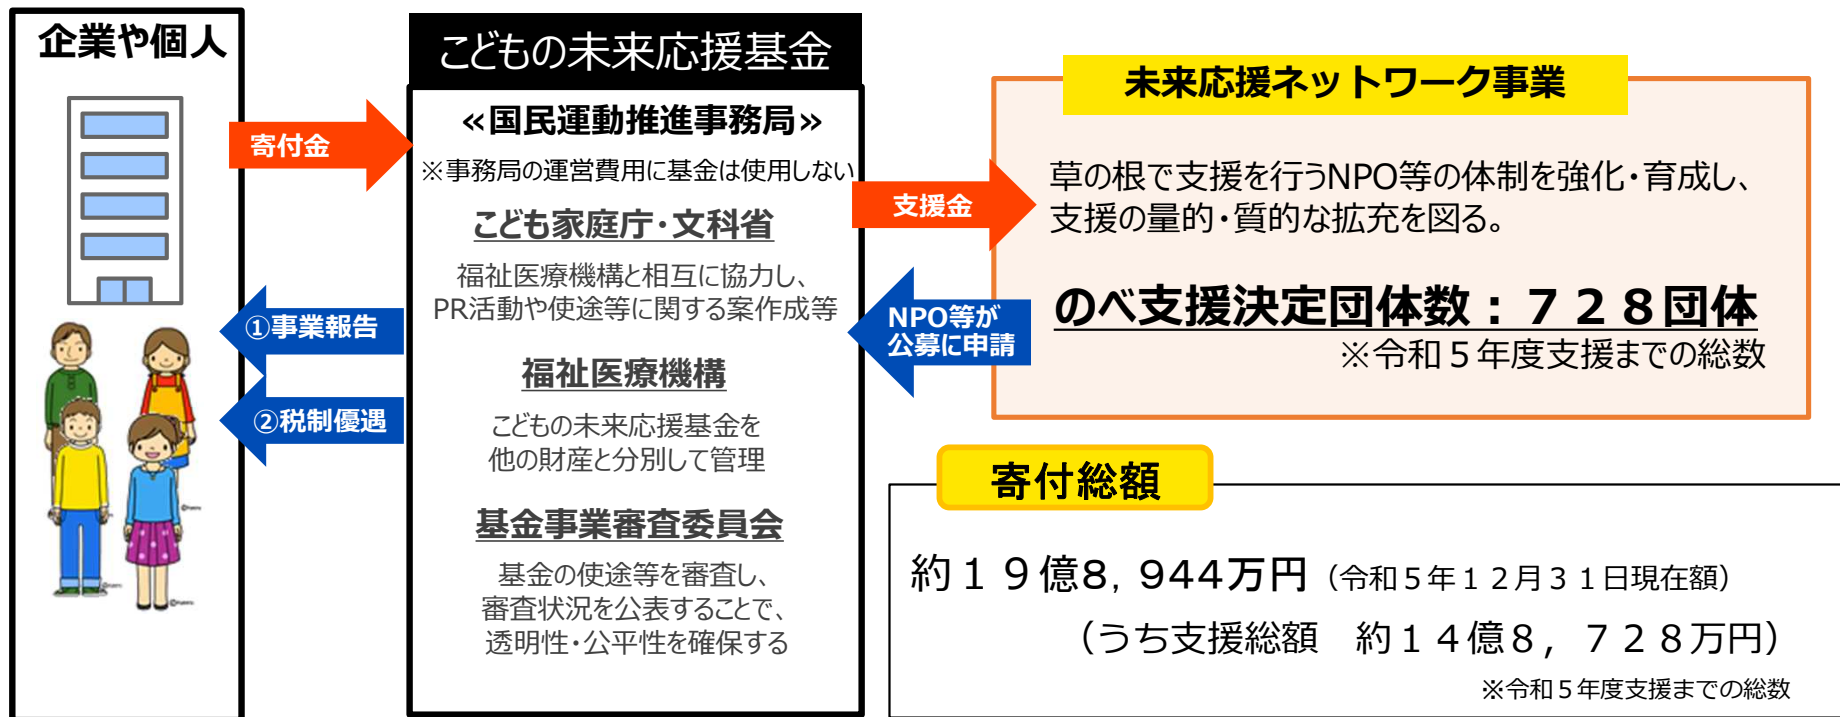 企業や個人
寄付金
①事業報告
②税制優遇
こどもの未来応援基金
≪国民運動推進事務局≫
※事務局の運営費用に基金は使用しない
こども家庭庁・文科省
福祉医療機構と相互に協力し、
PR活動や使途等に関する案作成等
福祉医療機構
こどもの未来応援基金を
他の財産と分別して管理
基金事業審査委員会
基金の使途等を審査し、
審査状況を公表することで、
透明性・公平性を確保する
支援金
NPO等が
公募に申請
未来応援ネットワーク事業
草の根で支援を行うNPO等の体制を強化・育成し、
支援の量的・質的な拡充を図る。
のべ支援決定団体数：７２８団体
※令和５年度支援までの総数
寄付総額
約１９億8，944万円（令和５年１２月３１日現在額）
（うち支援総額　約１４億８，７２８万円）
※令和５年度支援までの総数